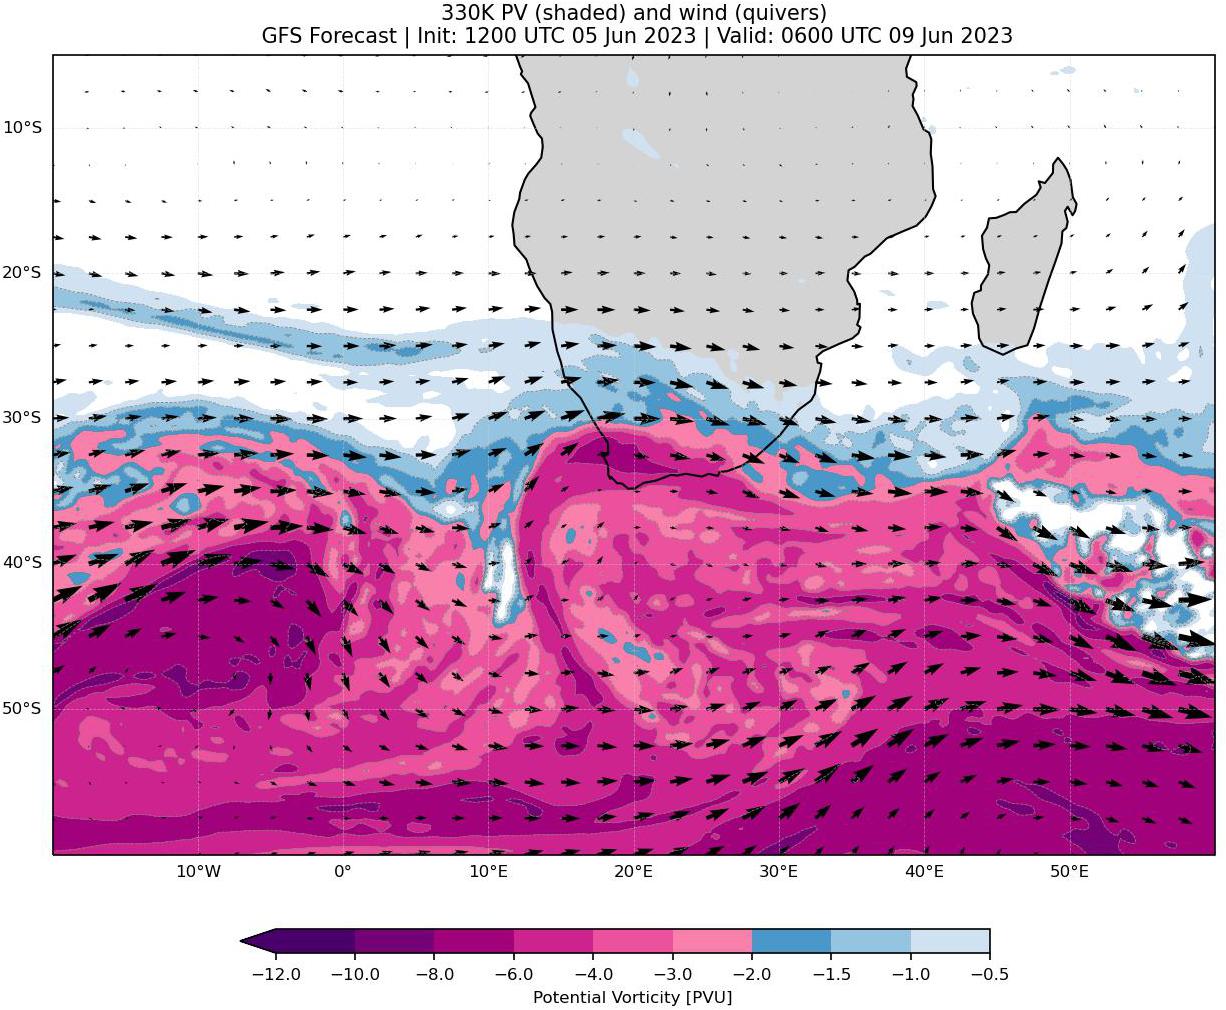 330K PV (shaded) and wind (quivers)
GFS Forecast | Init: 1200 UTC 05 Jun 2023 | Valid: 0600 UTC 09 Jun 2023
10°S
20°S
30°S
40°S
50°S
10°W 0° 10°E 20°E 30°E 40°E 50°E
−12.0 −10.0 −8.0 −6.0 −4.0 −3.0 −2.0 −1.5 −1.0 −0.5
Potential Vorticity [PVU]